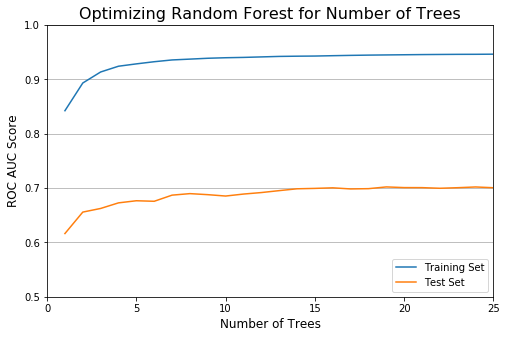 Optimizing Random Forest for Number of Trees
ROC AUC Score
1.0
0.9
0.8
0.7
0.6
0.5
0
5
10
15
20
25
Number of Trees
Training Set
Test Set